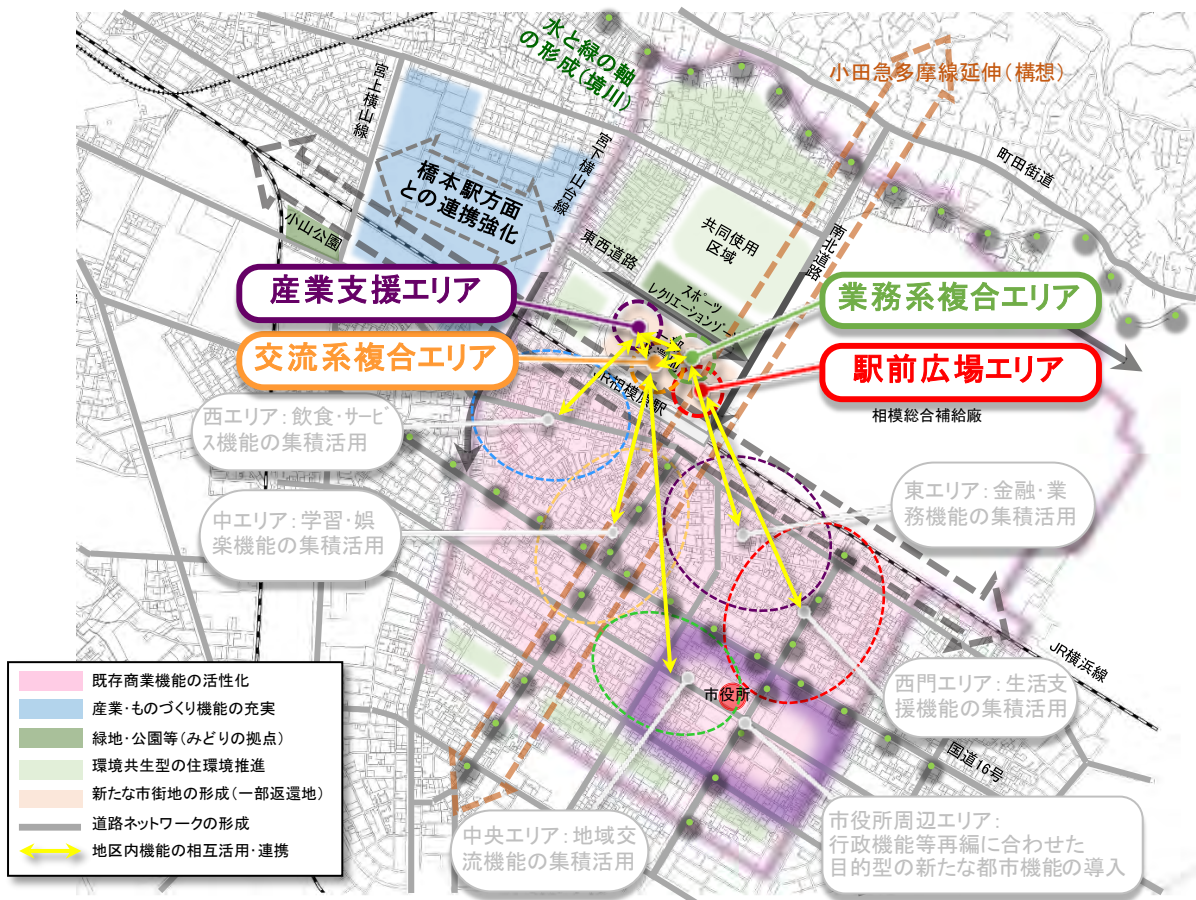 水と緑の軸
の形成(境川)
小田急多摩線延伸(構想)
宮上横山線
宮下横山台線
町田街道
橋本駅方面
との連携強化
小山公園
東西道路
共同使用
区域
南北道路
スポーツ
レクリエーションゾーン
産業支援エリア
業務系複合エリア
交流系複合エリア
駅前広場エリア
JR相模原駅
相模総合補給廠
西エリア:飲食・サービ
ス機能の集積活用
東エリア:金融・業
務機能の集積活用
中エリア:学習・娯
楽機能の集積活用
JR横浜線
西門エリア:生活支
援機能の集積活用
市役所
国道16号
中央エリア:地域交
流機能の集積活用
市役所周辺エリア:
行政機能等再編に合わせた
目的型の新たな都市機能の導入
既存商業機能の活性化
産業・ものづくり機能の充実
緑地・公園等(みどりの拠点)
環境共生型の住環境推進
新たな市街地の形成(一部返還地)
道路ネットワークの形成
地区内機能の相互活用・連携